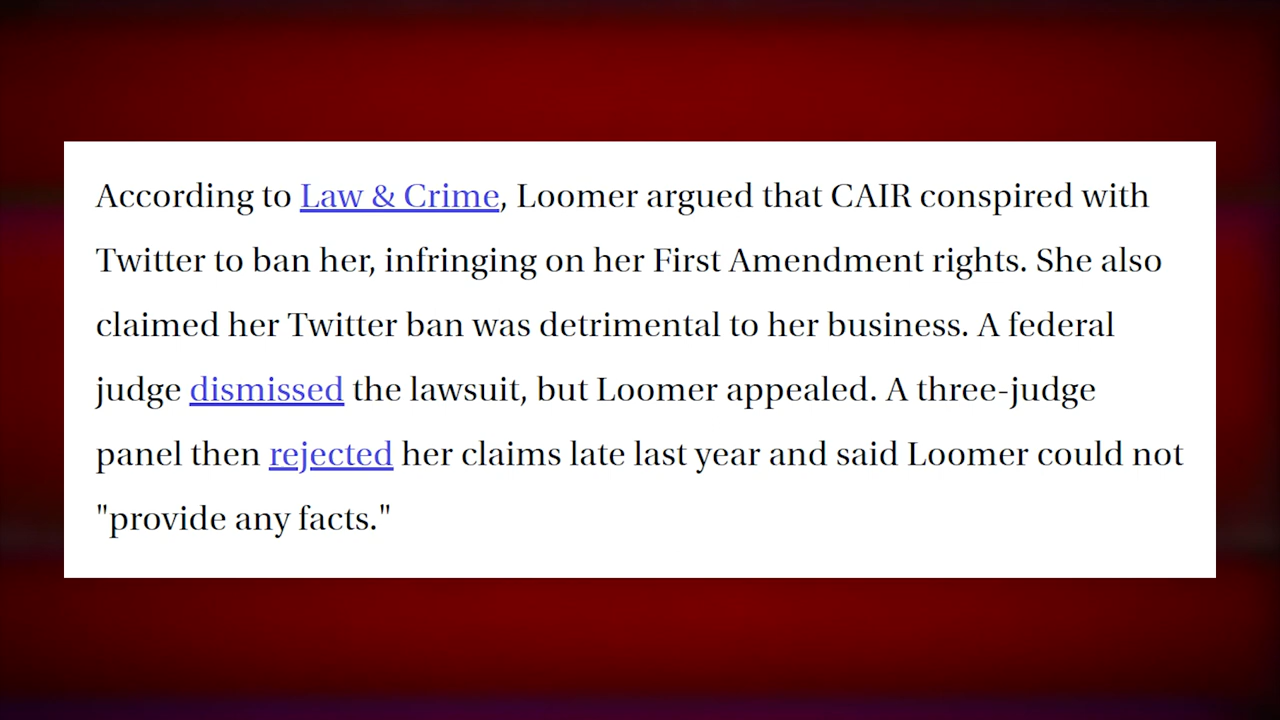 According to Law & Crime, Loomer argued that CAIR conspired with
Twitter to ban her, infringing on her First Amendment rights. She also
claimed her Twitter ban was detrimental to her business. A federal
judge dismissed the lawsuit, but Loomer appealed. A three-judge
panel then rejected her claims late last year and said Loomer could not
"provide any facts."